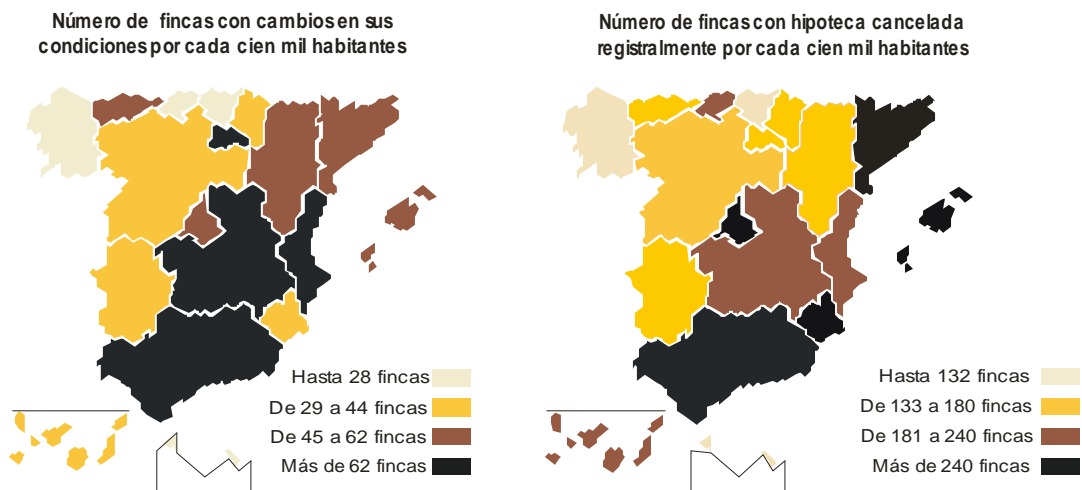 Número de fincas con cambios en sus
condiciones por cada cien mil habitantes
Hasta 28 fincas
De 29 a 44 fincas
De 45 a 62 fincas
Más de 62 fincas
Número de fincas con hipoteca cancelada
registralmente por cada cien mil habitantes
Hasta 132 fincas
De 133 a 180 fincas
De 181 a 240 fincas
Más de 240 fincas